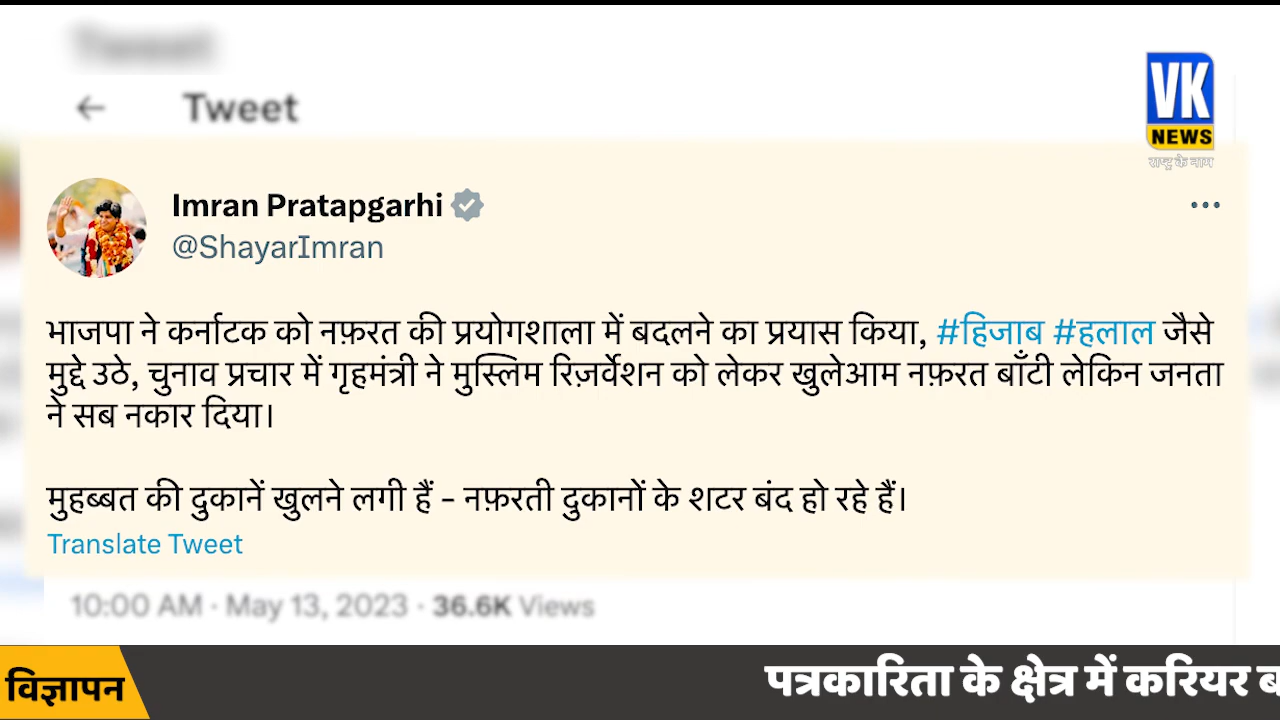 Tweet
Tweet
VK
NEWS
राष्ट्र के नाम
Imran Pratapgarhi
@ShayarImran
भाजपा ने कर्नाटक को नफ़रत की प्रयोगशाला में बदलने का प्रयास किया, #हिजाब #हलाल जैसे
मुद्दे उठे, चुनाव प्रचार में गृहमंत्री ने मुस्लिम रिज़र्वेशन को लेकर खुलेआम नफ़रत बाँटी लेकिन जनता
ने सब नकार दिया।
मुहब्बत की दुकानें खुलने लगी हैं - नफ़रती दुकानों के शटर बंद हो रहे हैं।
Translate Tweet
10:00 AM · May 13, 2023 · 36.6K Views
विज्ञापन
पत्रकारिता के क्षेत्र में करियर